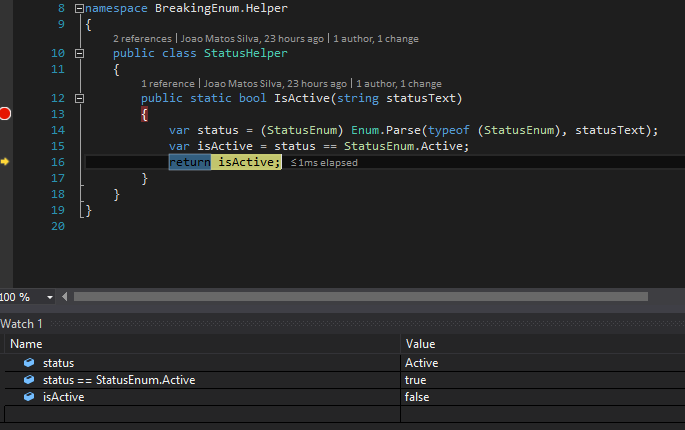 8 namespace BreakingEnum.Helper
9 {
2 references | Joao Matos Silva, 23 hours ago | 1 author, 1 change
10 public class StatusHelper
11 {
1 reference | Joao Matos Silva, 23 hours ago | 1 author, 1 change
12 public static bool IsActive(string statusText)
13 {
14 var status = (StatusEnum) Enum.Parse(typeof (StatusEnum), statusText);
15 var isActive = status == StatusEnum.Active;
16 return isActive; ≤1ms elapsed
17 }
18 }
19 }
20
100 %
Watch 1
Name Value
status Active
status == StatusEnum.Active true
isActive false